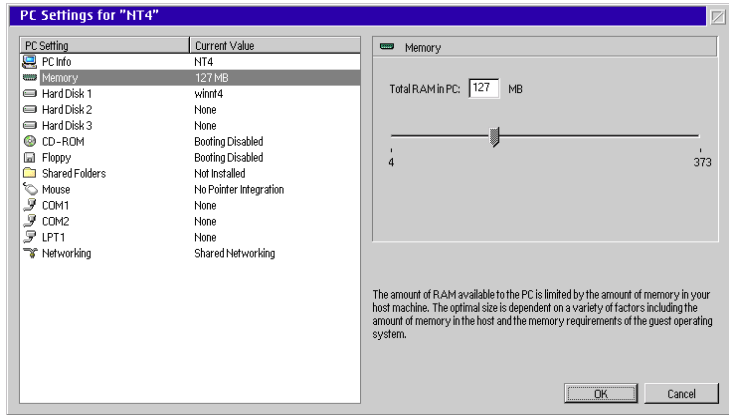 PC Settings for "NT4"
PC Setting Current Value
PC Info NT4
Memory 127 MB
Hard Disk 1 winnt4
Hard Disk 2 None
Hard Disk 3 None
CD-ROM Booting Disabled
Floppy Booting Disabled
Shared Folders Not Installed
Mouse No Pointer Integration
COM1 None
COM2 None
LPT1 None
Networking Shared Networking
Memory
Total RAM in PC: 127 MB
4 373
The amount of RAM available to the PC is limited by the amount of memory in your
host machine. The optimal size is dependent on a variety of factors including the
amount of memory in the host and the memory requirements of the guest operating
system.
OK Cancel